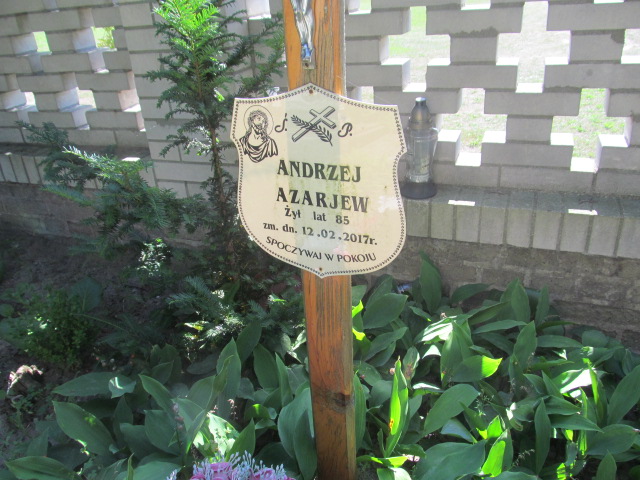 Ś. P.
ANDRZEJ
AZARJEW
Żył lat 85
zm. dn. 12.02.2017r.
SPOCZYWAJ W POKOJU